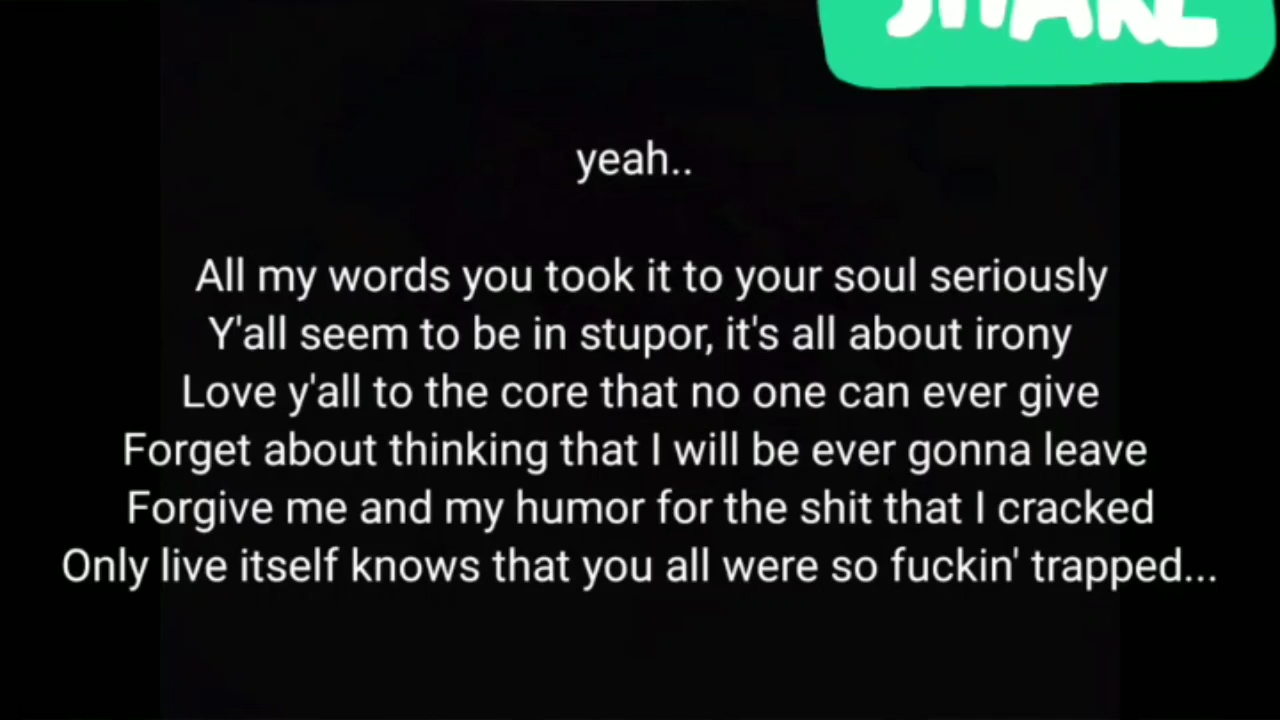 SHARE
yeah..
All my words you took it to your soul seriously
Y'all seem to be in stupor, it's all about irony
Love y'all to the core that no one can ever give
Forget about thinking that I will be ever gonna leave
Forgive me and my humor for the shit that I cracked
Only live itself knows that you all were so fuckin' trapped...